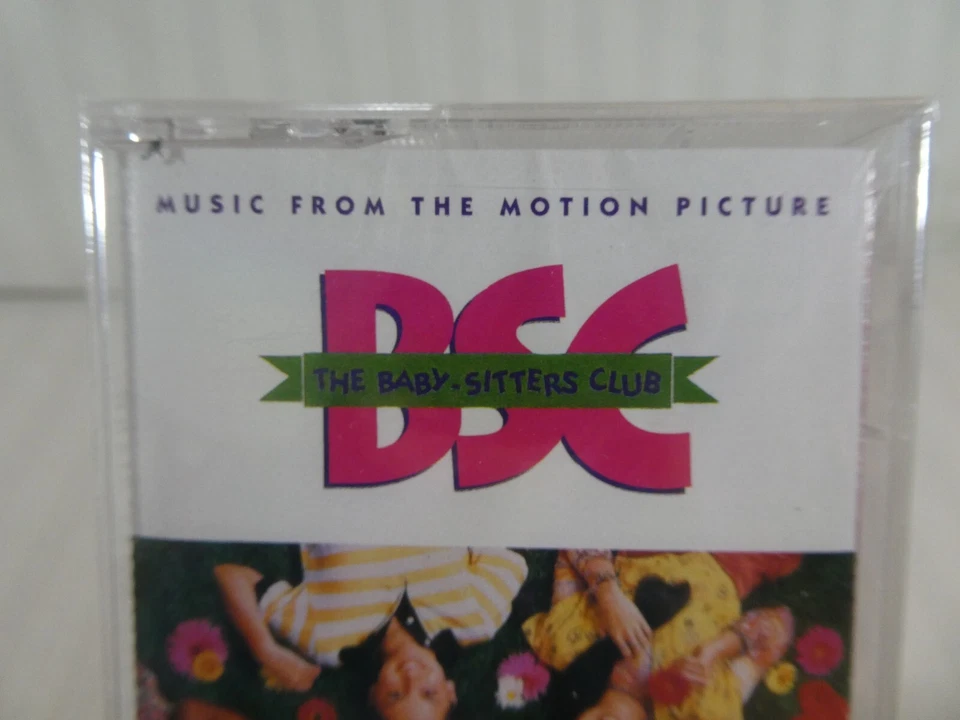 MUSIC FROM THE MOTION PICTURE
BSC
THE BABY-SITTERS CLUB